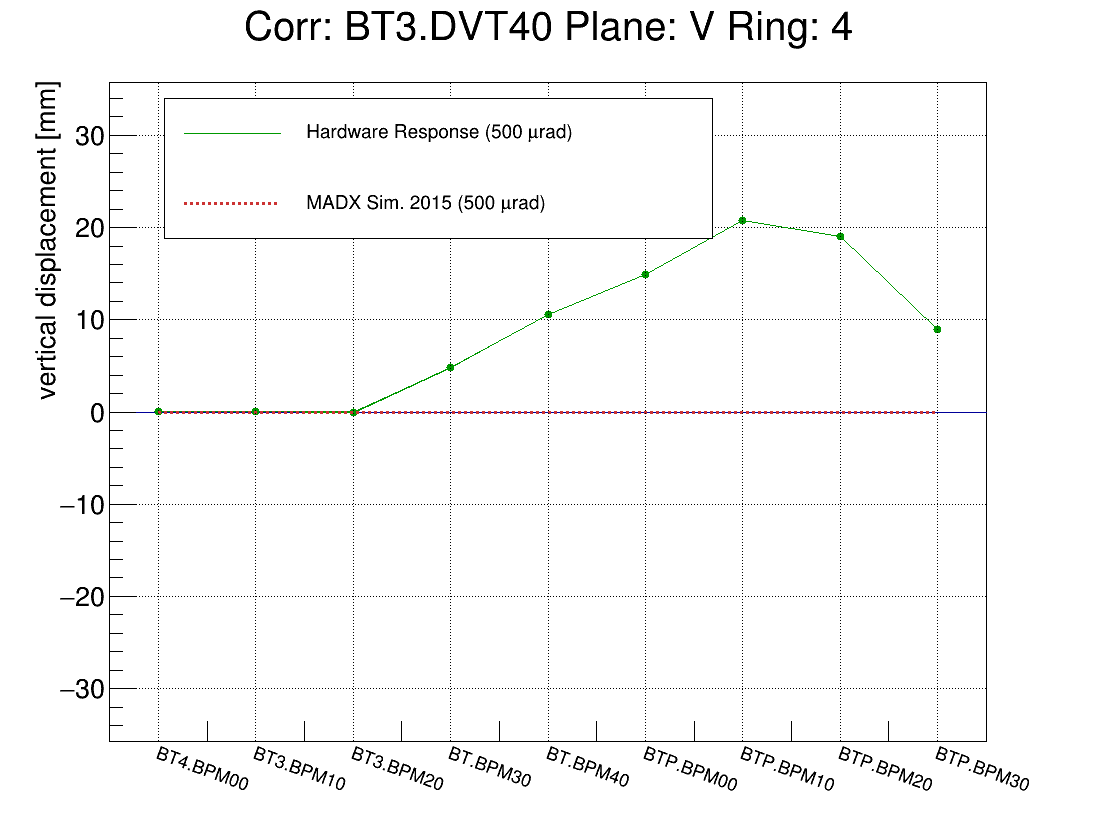 Corr: BT3.DVT40 Plane: V Ring: 4
vertical displacement [mm]
Hardware Response (500 μrad)
MADX Sim. 2015 (500 μrad)
30
20
10
0
−10
−20
−30
BT4.BPM00
BT3.BPM10
BT3.BPM20
BT.BPM30
BT.BPM40
BTP.BPM00
BTP.BPM10
BTP.BPM20
BTP.BPM30